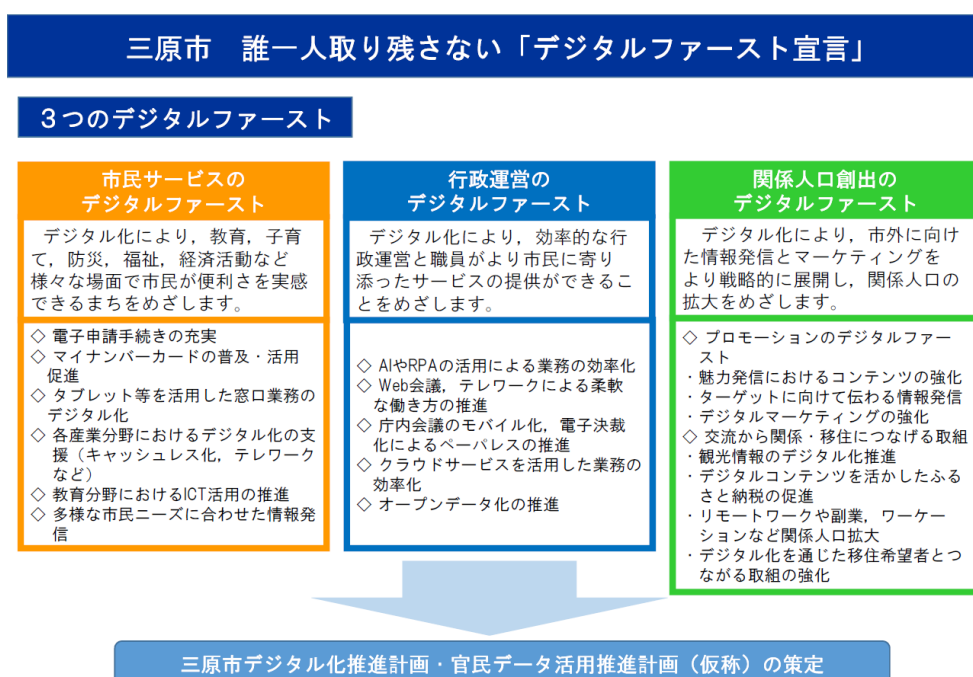 三原市　誰一人取り残さない「デジタルファースト宣言」
３つのデジタルファースト
市民サービスの
デジタルファースト
デジタル化により，教育，子育
て，防災，福祉，経済活動など
様々な場面で市民が便利さを実感
できるまちをめざします。
◇ 電子申請手続きの充実
◇ マイナンバーカードの普及・活用
促進
◇ タブレット等を活用した窓口業務の
デジタル化
◇ 各産業分野におけるデジタル化の支
援（キャッシュレス化，テレワーク
など）
◇ 教育分野におけるICT活用の推進
◇ 多様な市民ニーズに合わせた情報発
信
行政運営の
デジタルファースト
デジタル化により，効率的な行
政運営と職員がより市民に寄り
添ったサービスの提供ができるこ
とをめざします。
◇ AIやRPAの活用による業務の効率化
◇ Web会議，テレワークによる柔軟
な働き方の推進
◇ 庁内会議のモバイル化，電子決裁
化によるペーパレスの推進
◇ クラウドサービスを活用した業務の
効率化
◇ オープンデータ化の推進
関係人口創出の
デジタルファースト
デジタル化により，市外に向け
た情報発信とマーケティングを
より戦略的に展開し，関係人口の
拡大をめざします。
◇ プロモーションのデジタルファー
スト
・魅力発信におけるコンテンツの強化
・ターゲットに向けて伝わる情報発信
・デジタルマーケティングの強化
◇ 交流から関係・移住につなげる取組
・観光情報のデジタル化推進
・デジタルコンテンツを活かしたふる
さと納税の促進
・リモートワークや副業，ワーケー
ションなど関係人口拡大
・デジタル化を通じた移住希望者とつ
ながる取組の強化
三原市デジタル化推進計画・官民データ活用推進計画（仮称）の策定